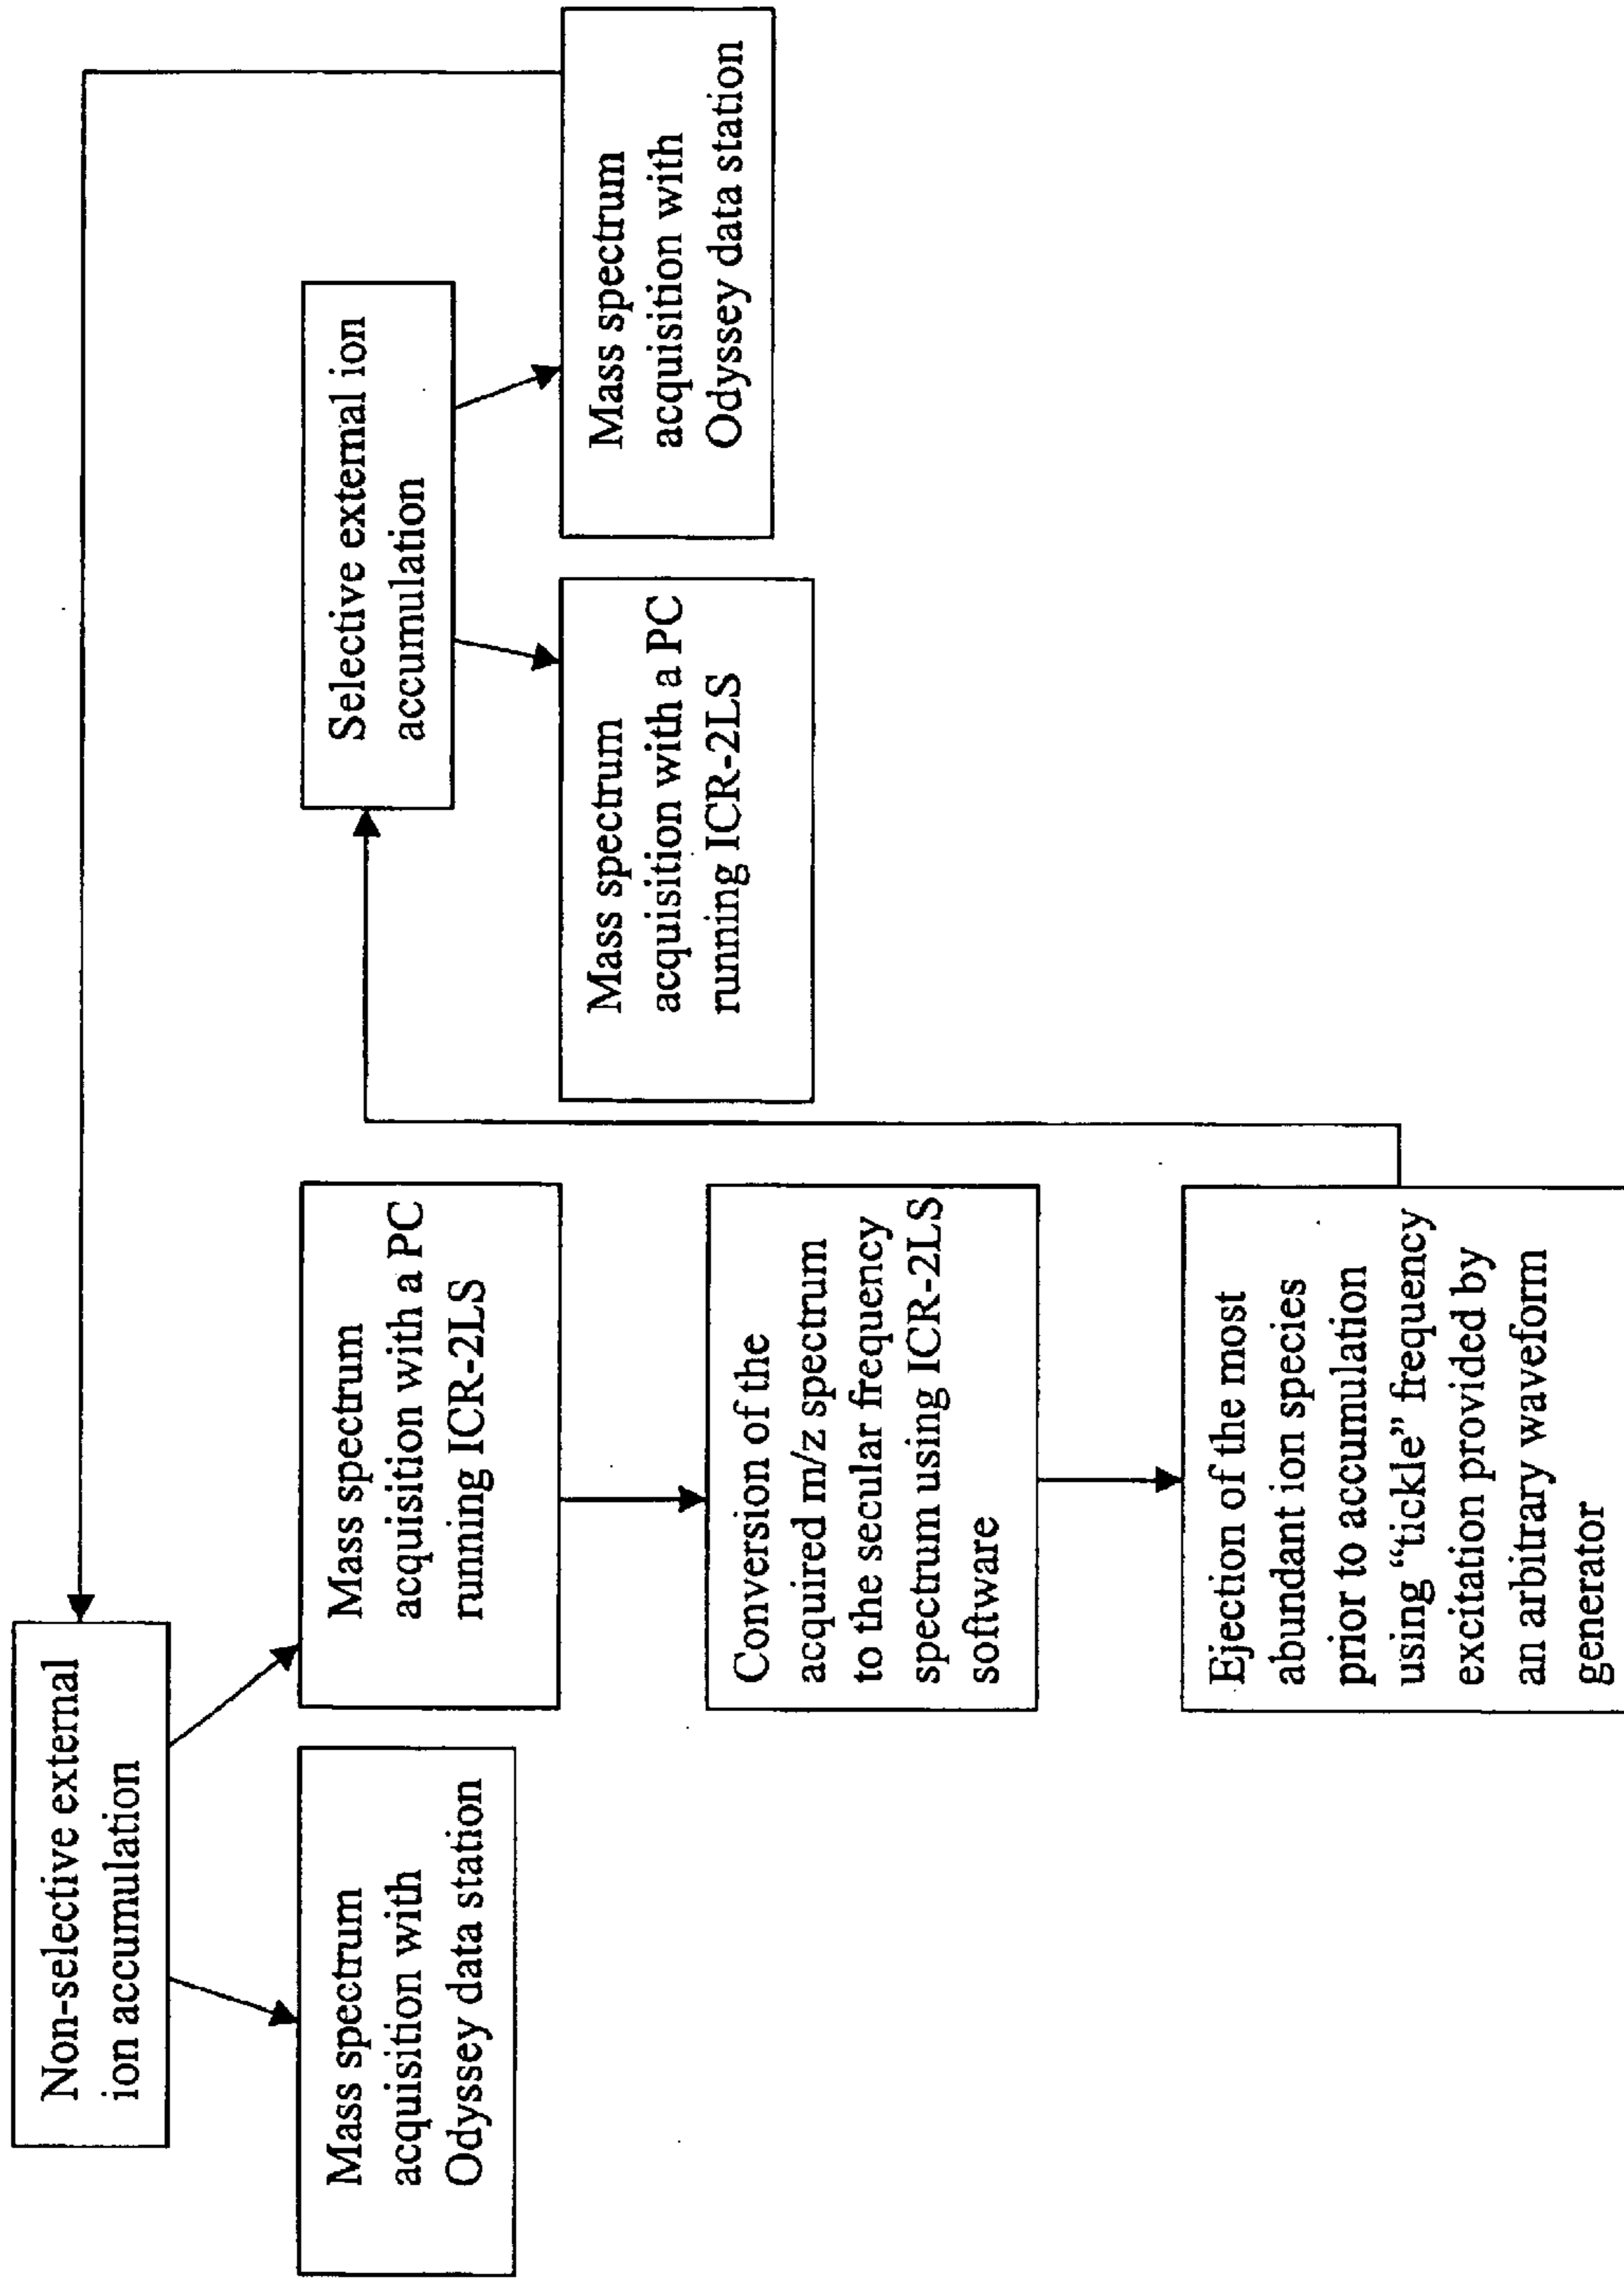 Non-selective external
ion accumulation
Mass spectrum
acquisition with
Odyssey data station
Mass spectrum
acquisition with a PC
running ICR-2LS
Conversion of the
acquired m/z spectrum
to the secular frequency
spectrum using ICR-2LS
software
Ejection of the most
abundant ion species
prior to accumulation
using “tickle” frequency
excitation provided by
an arbitrary waveform
generator
Selective external ion
accumulation
Mass spectrum
acquisition with a PC
running ICR-2LS
Mass spectrum
acquisition with
Odyssey data station